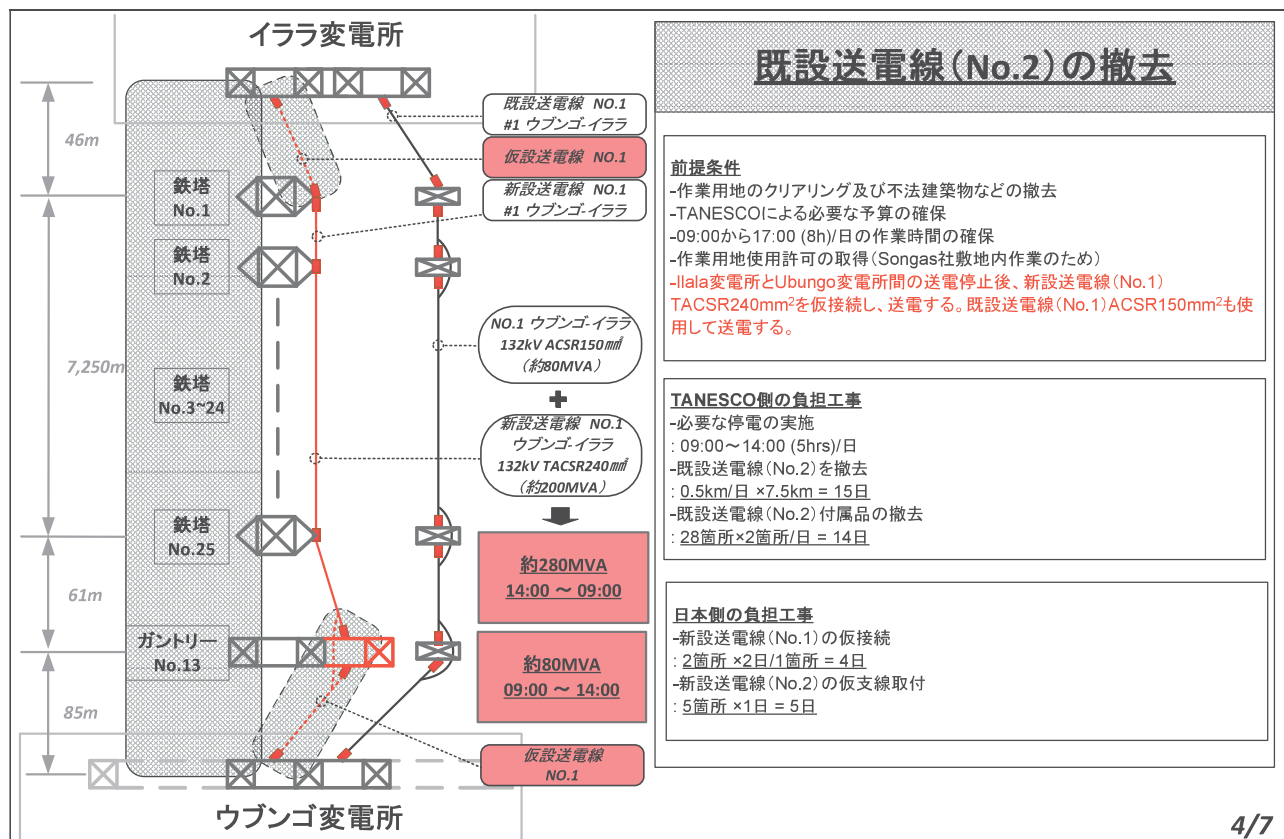 イララ変電所
46m
鉄塔
No.1
鉄塔
No.2
7,250m
鉄塔
No.3~24
鉄塔
No.25
61m
ガントリー
No.13
85m
ウブンゴ変電所
既設送電線 NO.1
#1 ウブンゴ-イララ
仮設送電線 NO.1
新設送電線 NO.1
#1 ウブンゴ-イララ
NO.1 ウブンゴ-イララ
132kV ACSR150㎟
（約80MVA）
+
新設送電線 NO.1
ウブンゴ-イララ
132kV TACSR240㎟
（約200MVA）
約280MVA
14:00 ～ 09:00
約80MVA
09:00 ～ 14:00
仮設送電線
NO.1
既設送電線（No.2）の撤去
前提条件
-作業用地のクリアリング及び不法建築物などの撤去
-TANESCOによる必要な予算の確保
-09:00から17:00 (8h)/日の作業時間の確保
-作業用地使用許可の取得（Songas社敷地内作業のため）
-Ilala変電所とUbungo変電所間の送電停止後、新設送電線（No.1）
TACSR240mm²を仮接続し、送電する。既設送電線（No.1）ACSR150mm²も使
用して送電する。
TANESCO側の負担工事
-必要な停電の実施
: 09:00～14:00 (5hrs)/日
-既設送電線（No.2）を撤去
: 0.5km/日 ×7.5km = 15日
-既設送電線（No.2）付属品の撤去
: 28箇所×2箇所/日 = 14日
日本側の負担工事
-新設送電線（No.1）の仮接続
: 2箇所 ×2日/1箇所 = 4日
-新設送電線（No.2）の仮支線取付
: 5箇所 ×1日 = 5日
4/7